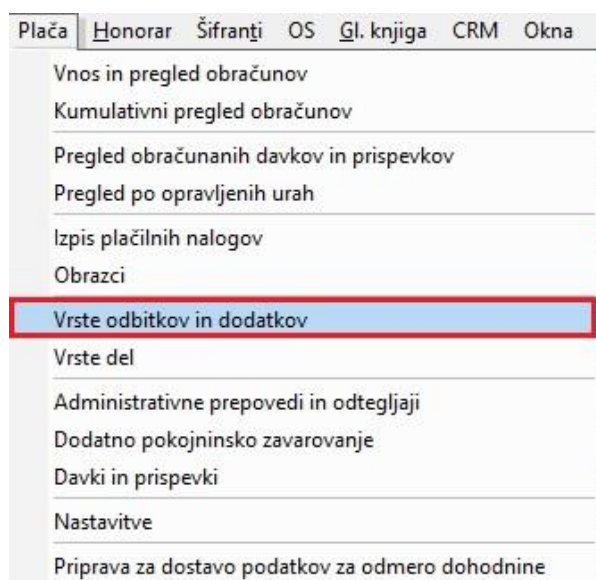 Plača Honorar Šifranti OS Gl. knjiga CRM Okna
Vnos in pregled obračunov
Kumulativni pregled obračunov
Pregled obračunanih davkov in prispevkov
Pregled po opravljenih urah
Izpis plačilnih nalogov
Obrazci
Vrste odbitkov in dodatkov
Vrste del
Administrativne prepovedi in odtegljaji
Dodatno pokojninsko zavarovanje
Davki in prispevki
Nastavitve
Priprava za dostavo podatkov za odmero dohodnine